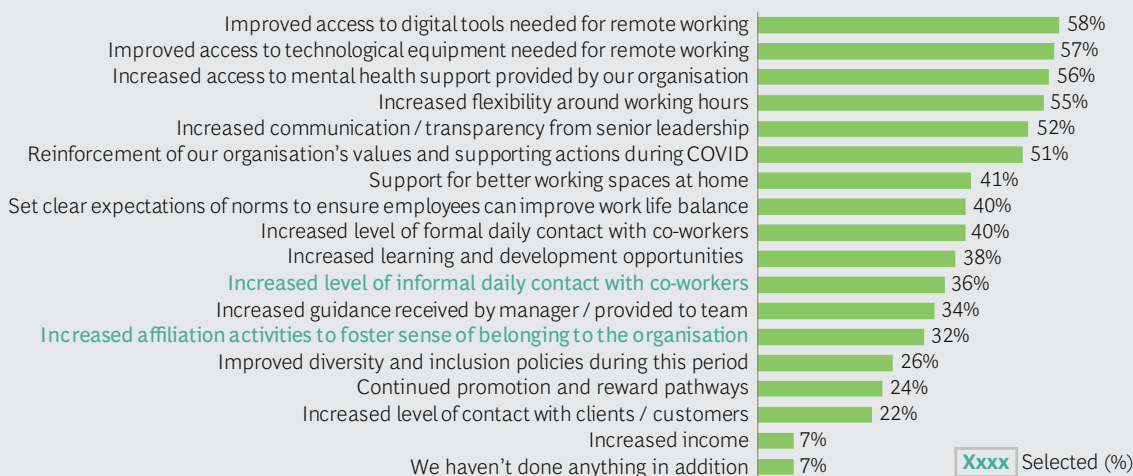 Improved access to digital tools needed for remote working 58%
Improved access to technological equipment needed for remote working 57%
Increased access to mental health support provided by our organisation 56%
Increased flexibility around working hours 55%
Increased communication / transparency from senior leadership 52%
Reinforcement of our organisation's values and supporting actions during COVID 51%
Support for better working spaces at home 41%
Set clear expectations of norms to ensure employees can improve work life balance 40%
Increased level of formal daily contact with co-workers 40%
Increased learning and development opportunities 38%
Increased level of informal daily contact with co-workers 36%
Increased guidance received by manager / provided to team 34%
Increased affiliation activities to foster sense of belonging to the organisation 32%
Improved diversity and inclusion policies during this period 26%
Continued promotion and reward pathways 24%
Increased level of contact with clients / customers 22%
Increased income 7%
We haven't done anything in addition 7%
Xxxx Selected (%)